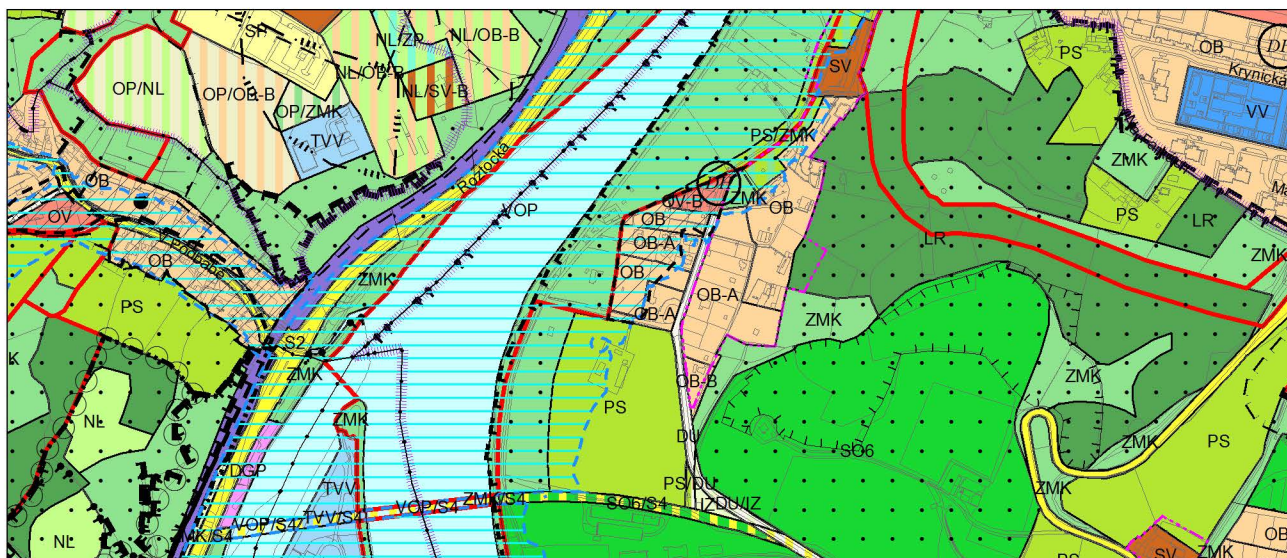 SP
NL/ZP
NL/OB-B
OP/NL
OP/OB-B
NL/OB-B
NL/SV-B
OP/ZMK
TVV
SV
PS
OB
Krynická
VV
PS/ZMK
ZMK
Roztocká
VOP
OB
OV
Podbabě
OB
ZMK
OV-B
ZMK
OB
OB
OB-A
OB
OB-A
OB-A
OB-B
PS
LR
LR
ZMK
ZMK
PS
S2
ZMK
ZMK
PS
DU
ZMK
SO6
ZMK
PS
ZMK
NL
DGP
TVV
PS/DU
IZ
DU/IZ
ZMK/S4
VOP/S4
TVV/S4
VOP/S4
SO6/S4
MK/S4
NL
PS
SV
ZMK
OB